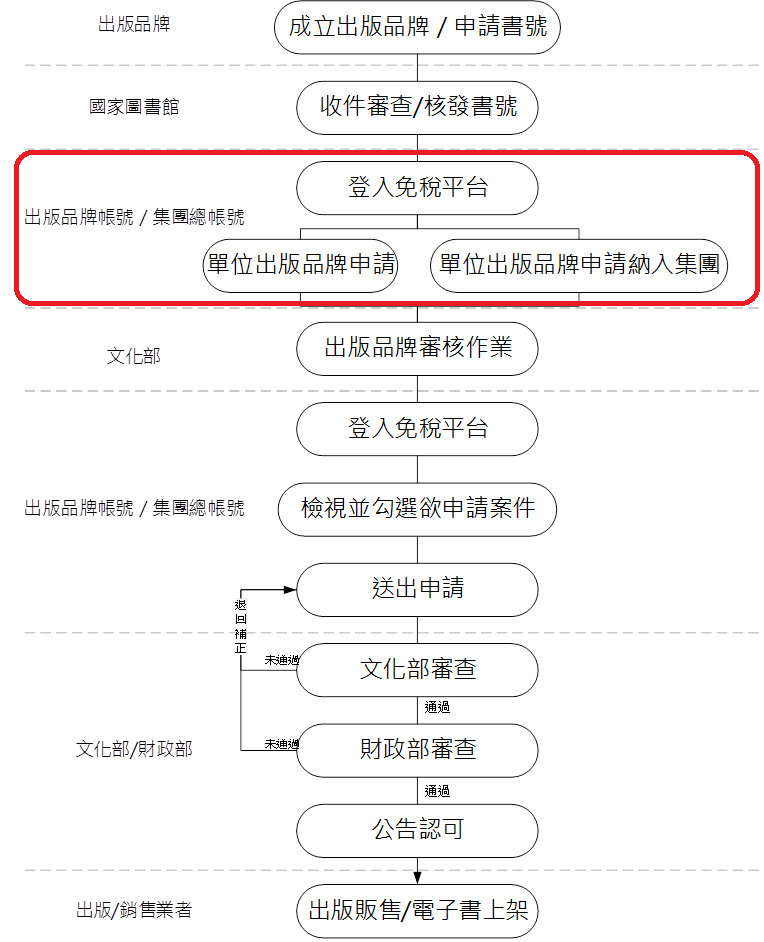 出版品牌
成立出版品牌 / 申請書號
國家圖書館
收件審查/核發書號
登入免稅平台
出版品牌帳號 / 集團總帳號
單位出版品牌申請
單位出版品牌申請納入集團
文化部
出版品牌審核作業
登入免稅平台
出版品牌帳號 / 集團總帳號
檢視並勾選欲申請案件
送出申請
退回補正
未通過
文化部審查
通過
文化部/財政部
未通過
財政部審查
通過
公告認可
出版/銷售業者
出版販售/電子書上架